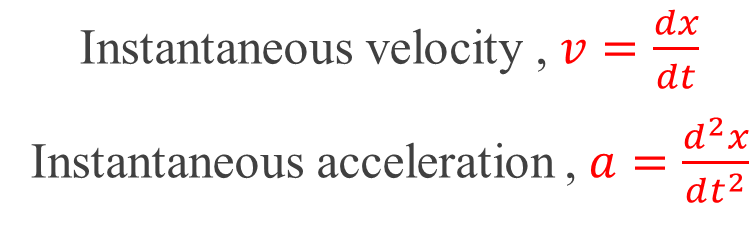 Instantaneous velocity , v = dx/dt
Instantaneous acceleration , a = d²x/dt²